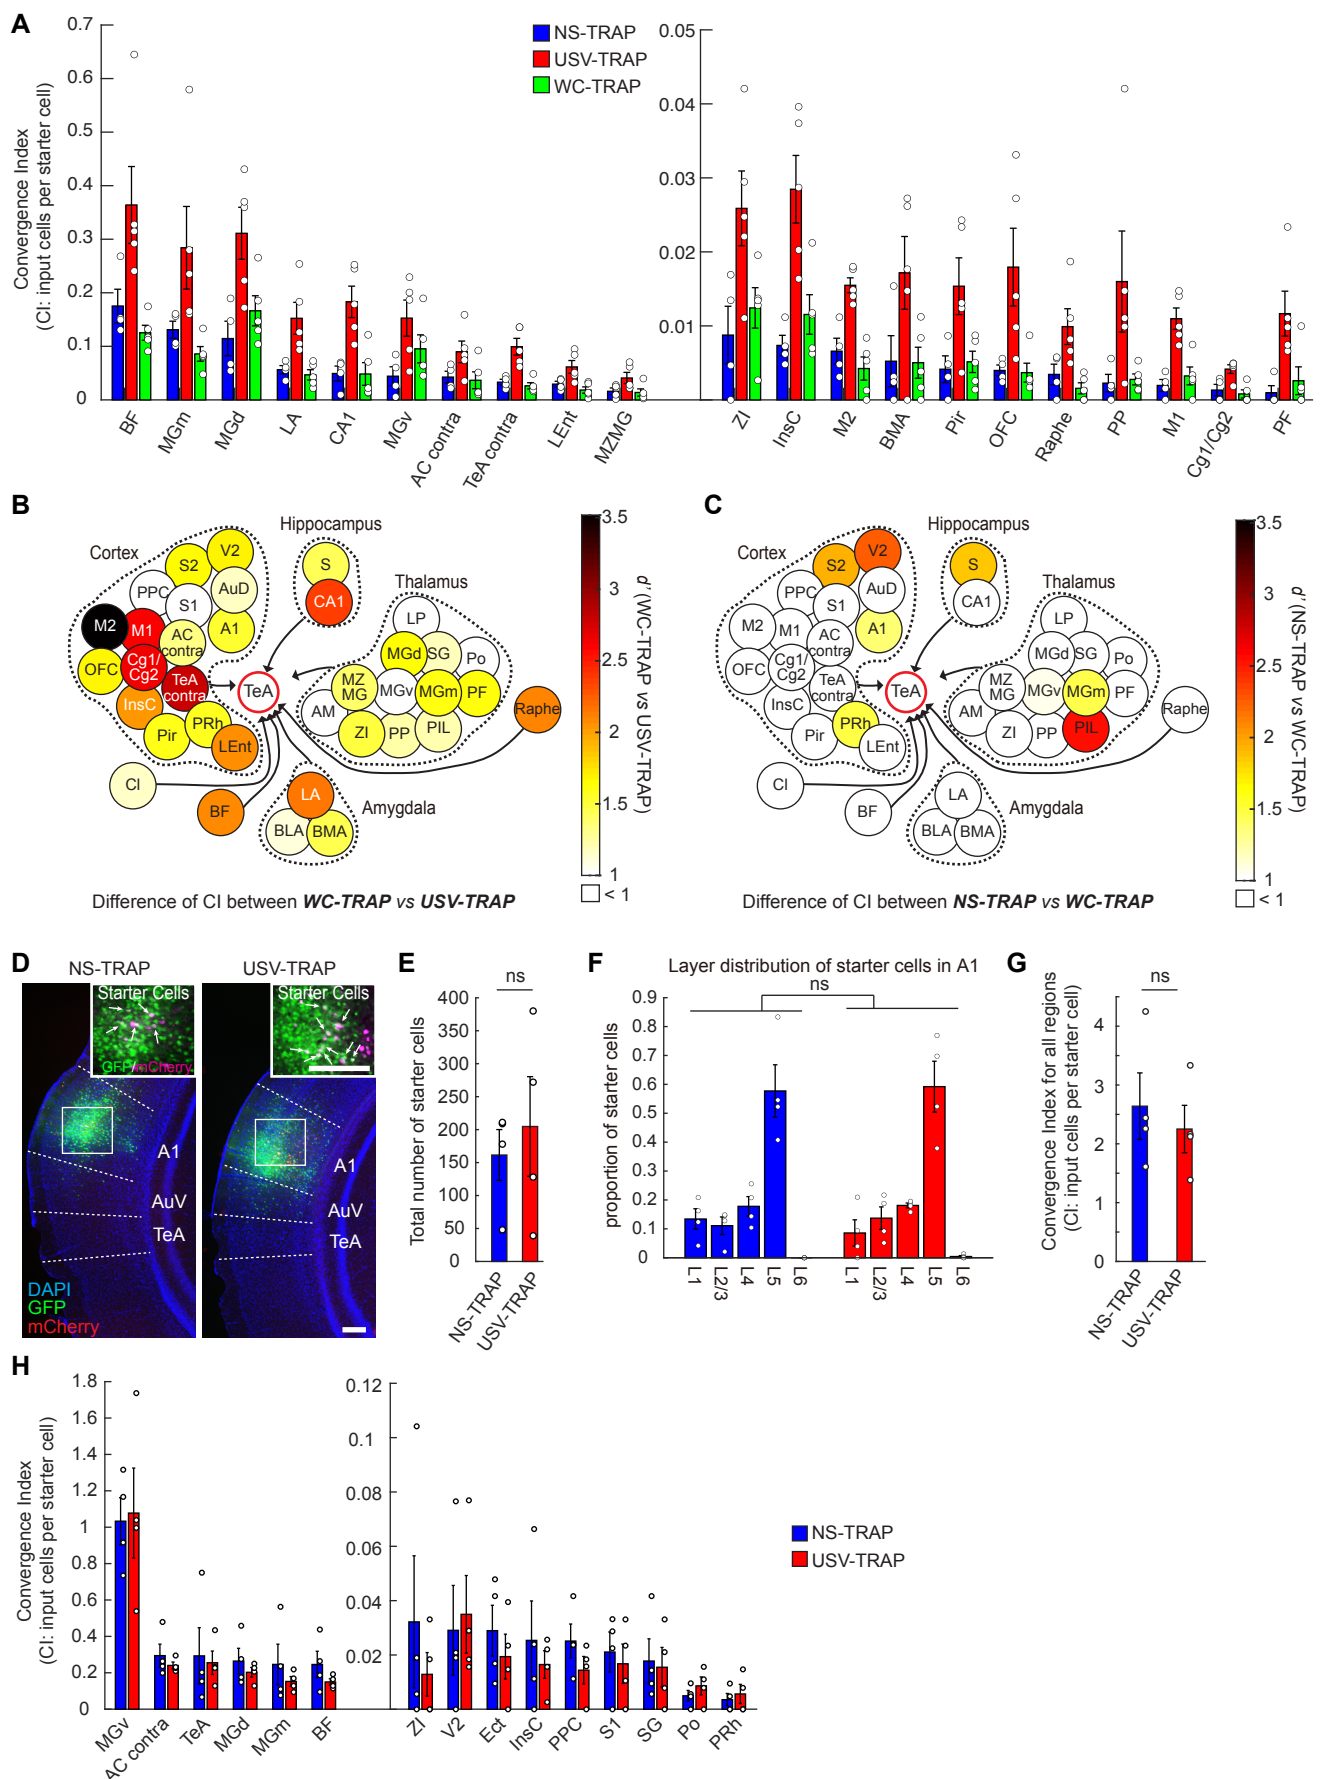 A
0.7
0.6
0.5
0.4
0.3
0.2
0.1
0
Convergence Index
(CI: input cells per starter cell)
BF
MGm
MGd
LA
CA1
MGv
AC contra
TeA contra
LEnt
MZMG
NS-TRAP
USV-TRAP
WC-TRAP
0.05
0.04
0.03
0.02
0.01
ZI
InsC
M2
BMA
Pir
OFC
Raphe
PP
M1
Cg1/Cg2
PF
B
Hippocampus
Cortex
Thalamus
Amygdala
V2
S2
PPC
S1
AuD
M2
M1
AC
contra
A1
OFC
Cg1/
Cg2
TeA
contra
InsC
Pir
PRh
LEnt
S
CA1
TeA
LP
MGd
SG
Po
MZ
MG
MGv
MGm
PF
AM
ZI
PP
PIL
Raphe
Cl
BF
LA
BLA
BMA
3.5
3
2.5
2
1.5
1
< 1
d' (WC-TRAP vs USV-TRAP)
Difference of CI between WC-TRAP vs USV-TRAP
C
Hippocampus
Cortex
Thalamus
Amygdala
V2
S2
PPC
S1
AuD
M2
M1
AC
contra
A1
OFC
Cg1/
Cg2
TeA
contra
InsC
Pir
PRh
LEnt
S
CA1
TeA
LP
MGd
SG
Po
MZ
MG
MGv
MGm
PF
AM
ZI
PP
PIL
Raphe
Cl
BF
LA
BLA
BMA
3.5
3
2.5
2
1.5
1
< 1
d' (NS-TRAP vs WC-TRAP)
Difference of CI between NS-TRAP vs WC-TRAP
D
NS-TRAP
USV-TRAP
Starter Cells
GFP/mCherry
Starter Cells
A1
AuV
TeA
A1
AuV
TeA
DAPI
GFP
mCherry
E
ns
400
350
300
250
200
150
100
50
0
Total number of starter cells
NS-TRAP
USV-TRAP
F
Layer distribution of starter cells in A1
ns
0.9
0.8
0.7
0.6
0.5
0.4
0.3
0.2
0.1
0
proportion of starter cells
L1
L2/3
L4
L5
L6
L1
L2/3
L4
L5
L6
G
ns
4
3
2
1
0
Convergence Index for all regions
(CI: input cells per starter cell)
NS-TRAP
USV-TRAP
H
1.8
1.6
1.4
1.2
1
0.8
0.6
0.4
0.2
0
Convergence Index
(CI: input cells per starter cell)
MGv
AC contra
TeA
MGd
MGm
BF
0.12
0.1
0.08
0.06
0.04
0.02
ZI
V2
Ect
InsC
PPC
S1
SG
Po
PRh
NS-TRAP
USV-TRAP